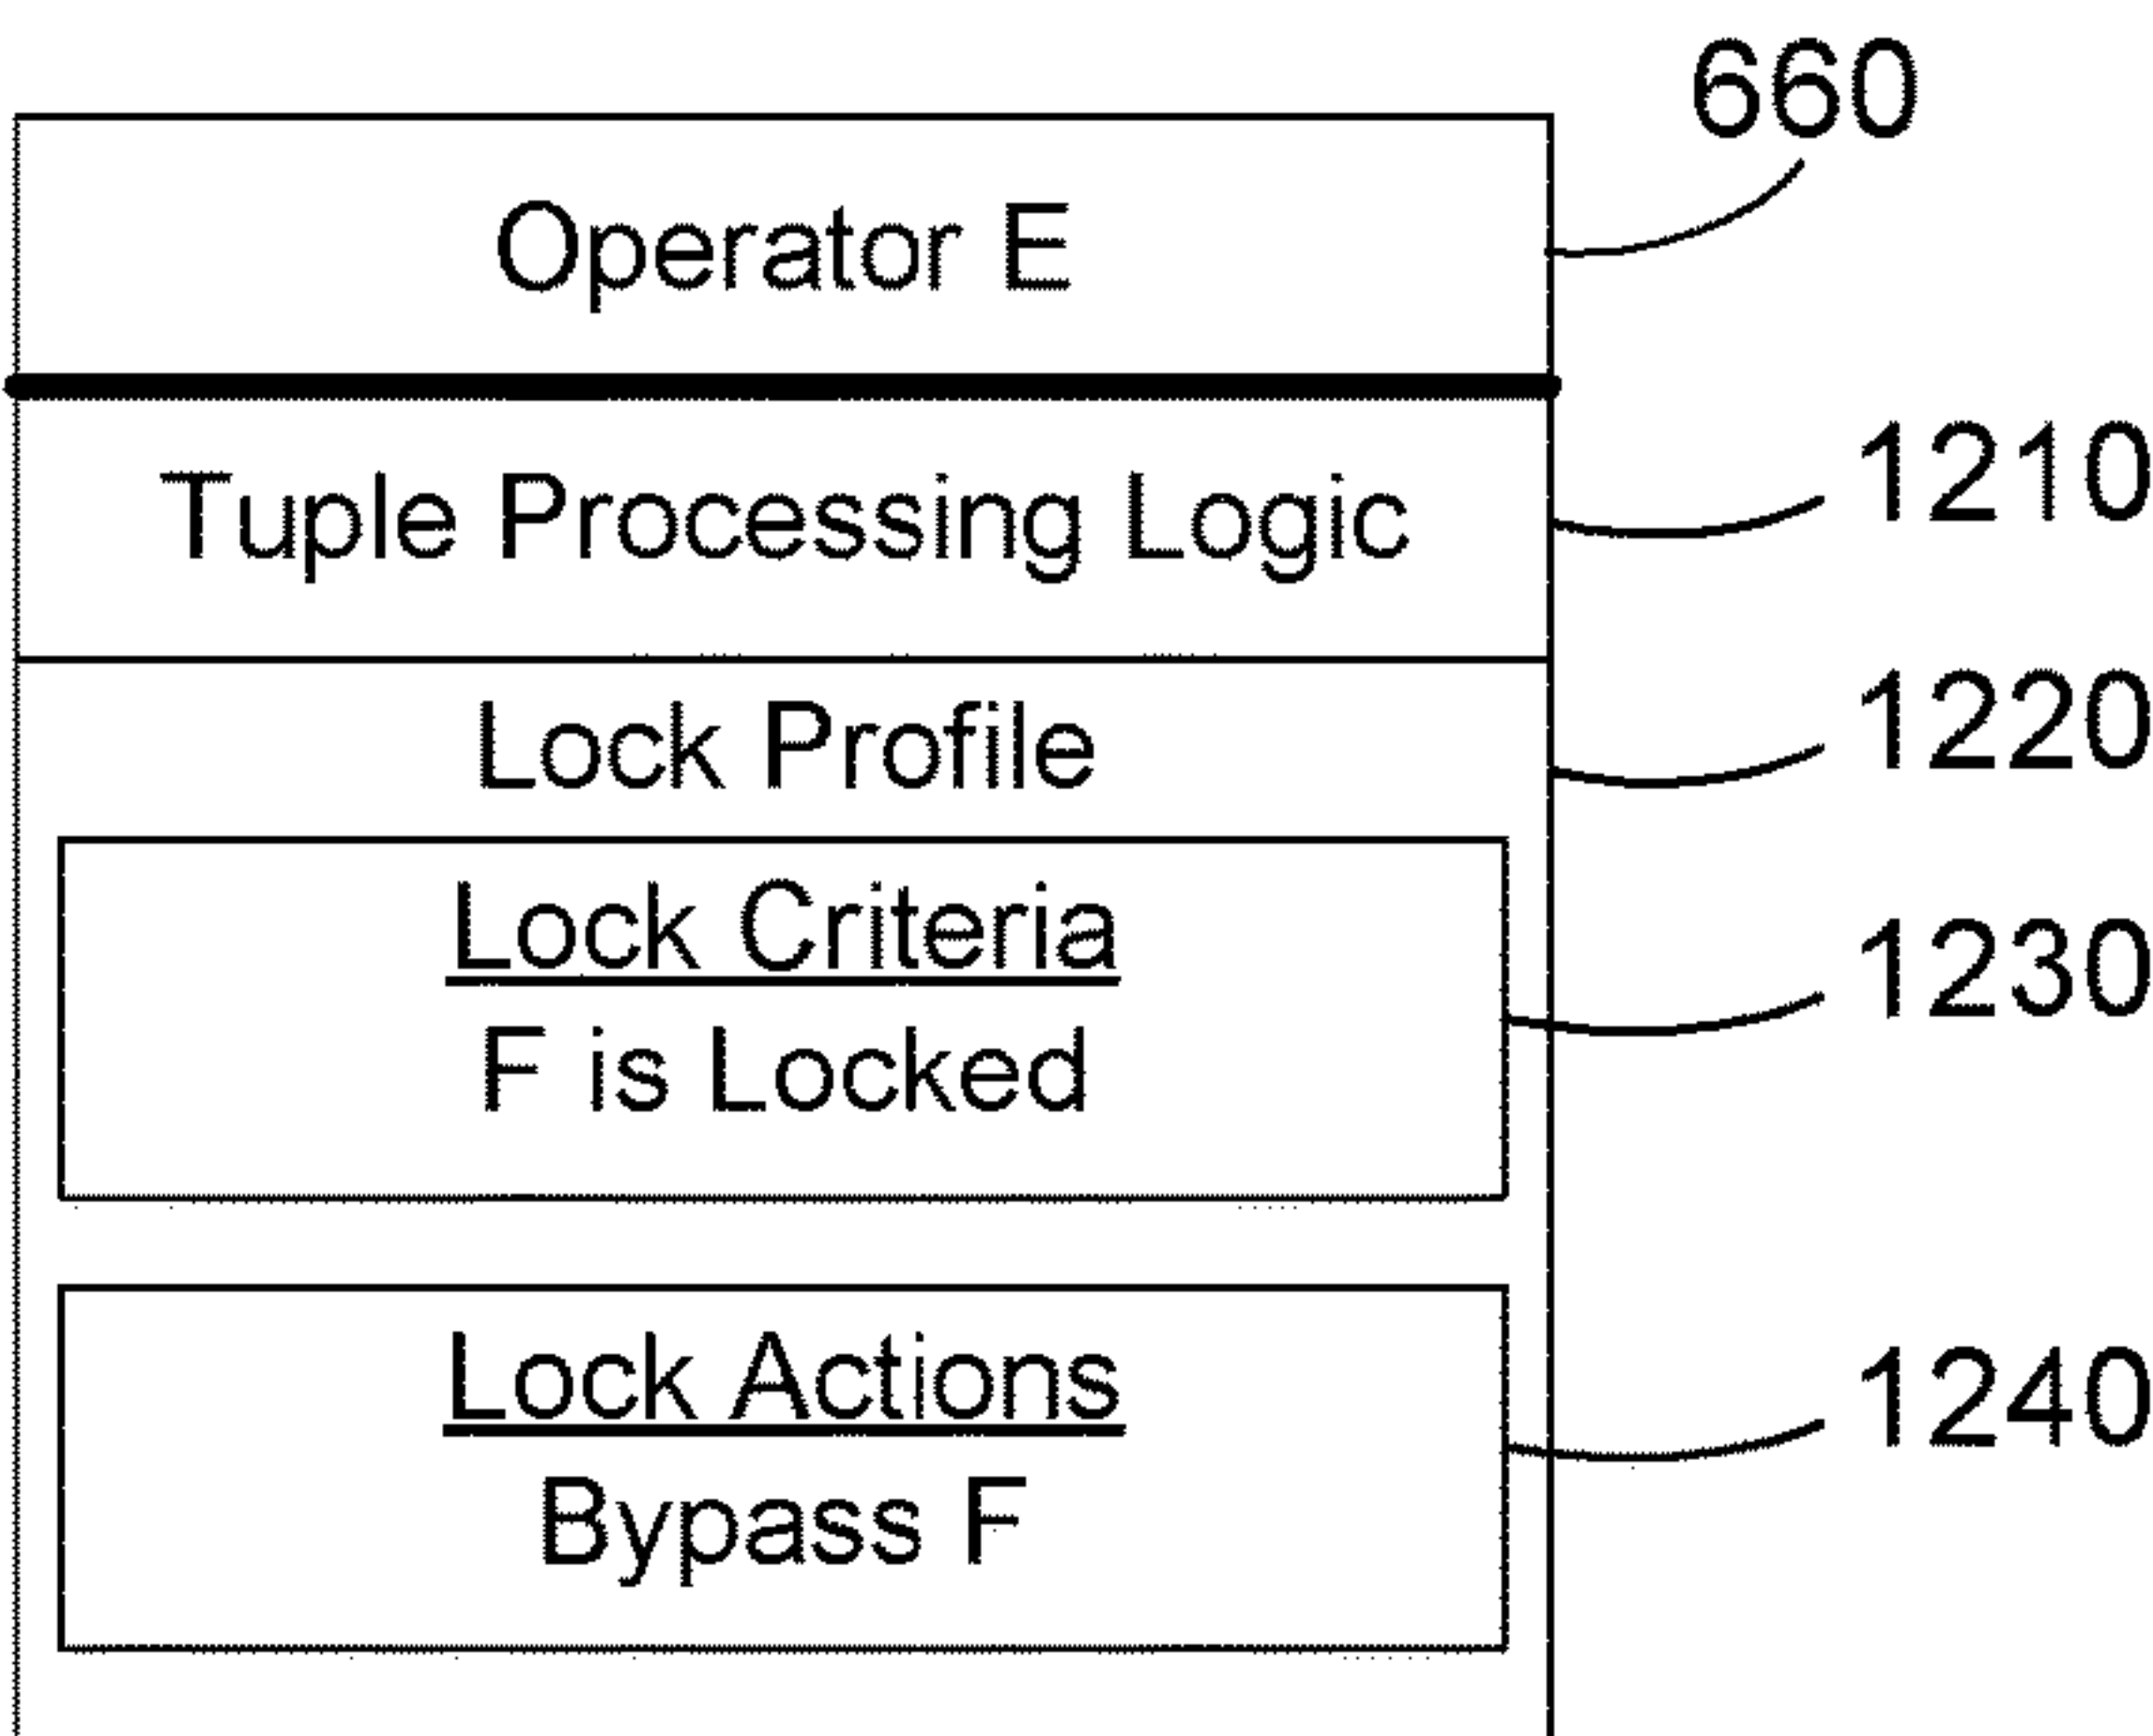 660
Operator E
Tuple Processing Logic
1210
Lock Profile
1220
Lock Criteria
1230
F is Locked
Lock Actions
1240
Bypass F